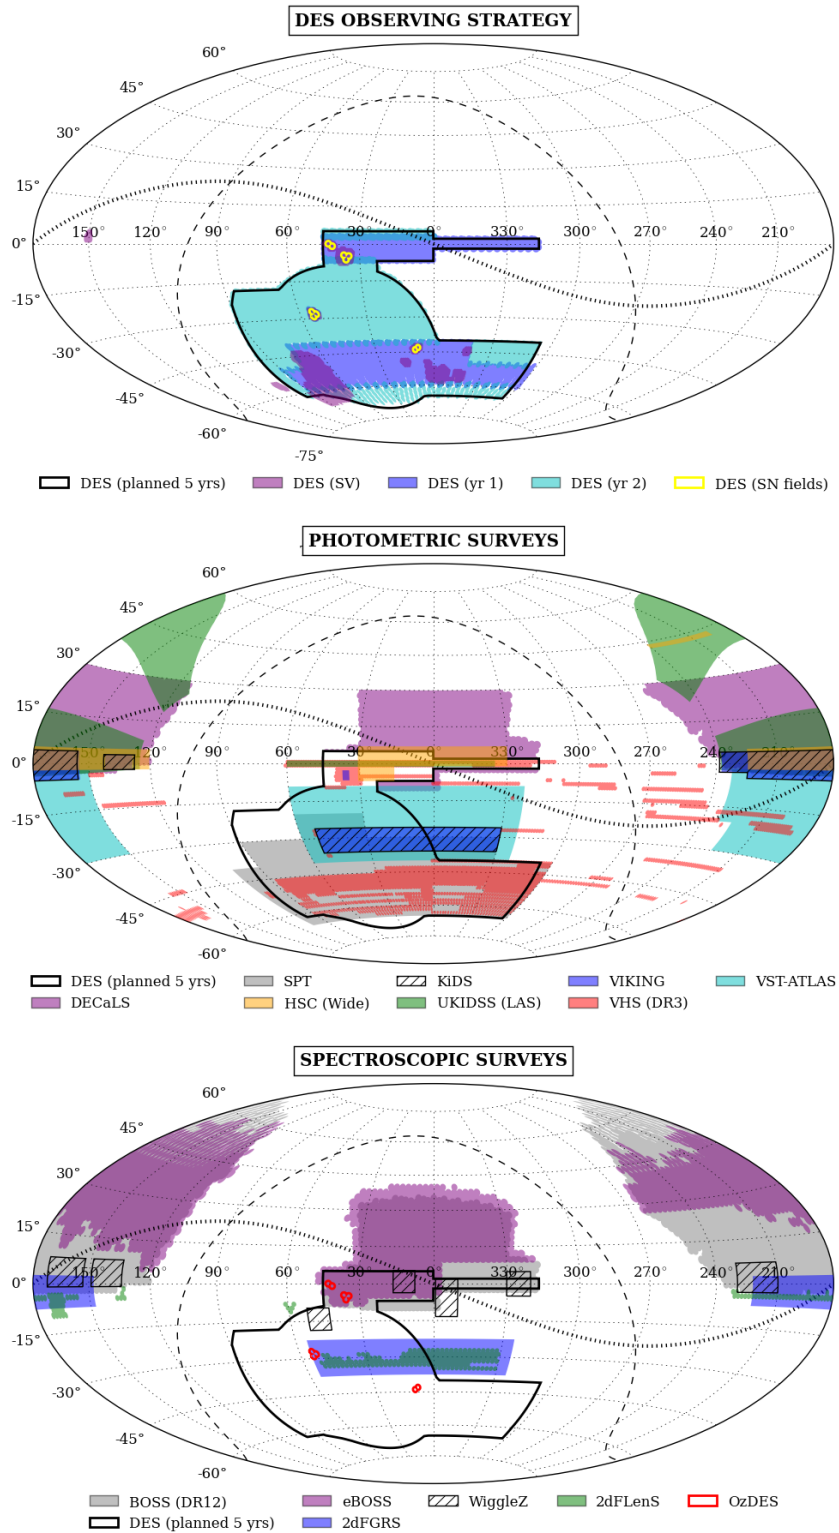 DES OBSERVING STRATEGY
60°
45°
30°
15°
0°
-15°
-30°
-45°
-60°
-75°
150 120 90 60 30 0 330 300 270 240 210
DES (planned 5 yrs) DES (SV) DES (yr 1) DES (yr 2) DES (SN fields)
PHOTOMETRIC SURVEYS
60°
45°
30°
15°
0°
-15°
-30°
-45°
-60°
150 120 90 60 30 0 330 300 270 240 210
DES (planned 5 yrs) SPT KiDS VIKING VST-ATLAS
DECaLS HSC (Wide) UKIDSS (LAS) VHS (DR3)
SPECTROSCOPIC SURVEYS
60°
45°
30°
15°
0°
-15°
-30°
-45°
-60°
150 120 90 60 30 0 330 300 270 240 210
BOSS (DR12) eBOSS WiggleZ 2dFLenS OzDES
DES (planned 5 yrs) 2dFGRS